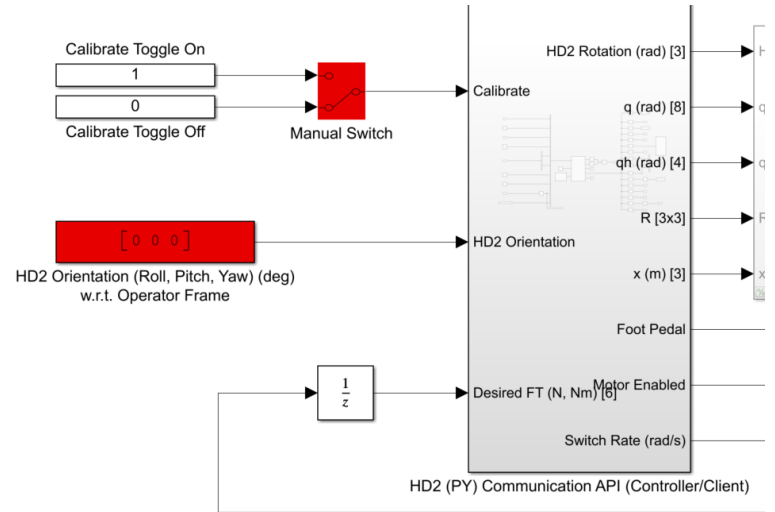 Calibrate Toggle On
1
0
Calibrate Toggle Off
Manual Switch
Calibrate
HD2 Rotation (rad) [3]
q (rad) [8]
qh (rad) [4]
R [3x3]
x (m) [3]
[0 0 0]
HD2 Orientation (Roll, Pitch, Yaw) (deg)
w.r.t. Operator Frame
HD2 Orientation
Foot Pedal
1
z
Desired FT (N, Nm) [6]
Motor Enabled
Switch Rate (rad/s)
HD2 (PY) Communication API (Controller/Client)
H
q
q
R
x